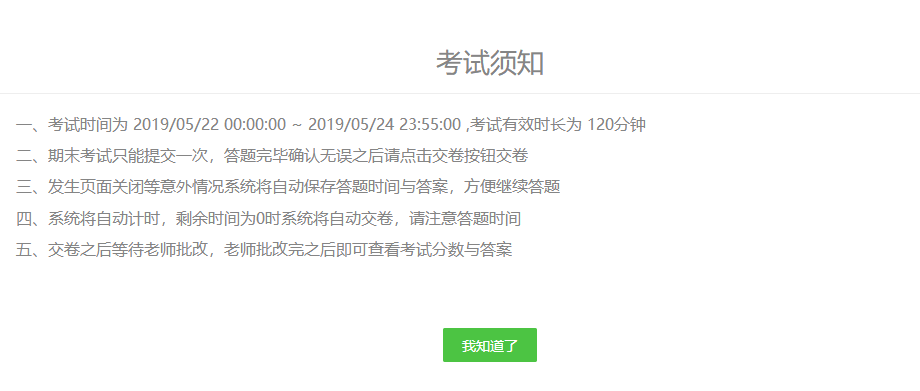 考试须知
一、考试时间为 2019/05/22 00:00:00 ~ 2019/05/24 23:55:00 ,考试有效时长为 120分钟
二、期末考试只能提交一次，答题完毕确认无误之后请点击交卷按钮交卷
三、发生页面关闭等意外情况系统将自动保存答题时间与答案，方便继续答题
四、系统将自动计时，剩余时间为0时系统将自动交卷，请注意答题时间
五、交卷之后等待老师批改，老师批改完之后即可查看考试分数与答案
我知道了